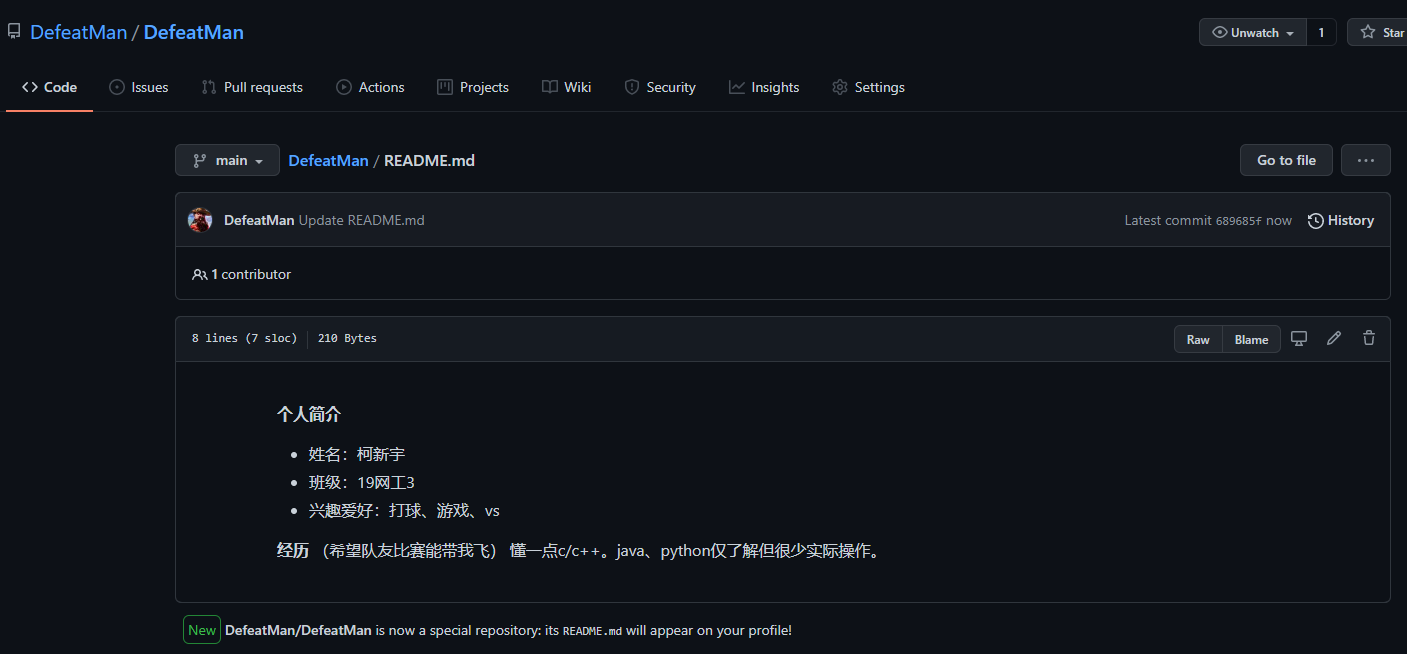 DefeatMan / DefeatMan
Unwatch 1 Star
Code Issues Pull requests Actions Projects Wiki Security Insights Settings
main DefeatMan / README.md Go to file ...
DefeatMan Update README.md Latest commit 689685f now History
1 contributor
8 lines (7 sloc) 210 Bytes Raw Blame
个人简介
姓名：柯新宇
班级：19网工3
兴趣爱好：打球、游戏、vs
经历 （希望队友比赛能带我飞） 懂一点c/c++。java、python仅了解但很少实际操作。
New DefeatMan/DefeatMan is now a special repository: its README.md will appear on your profile!